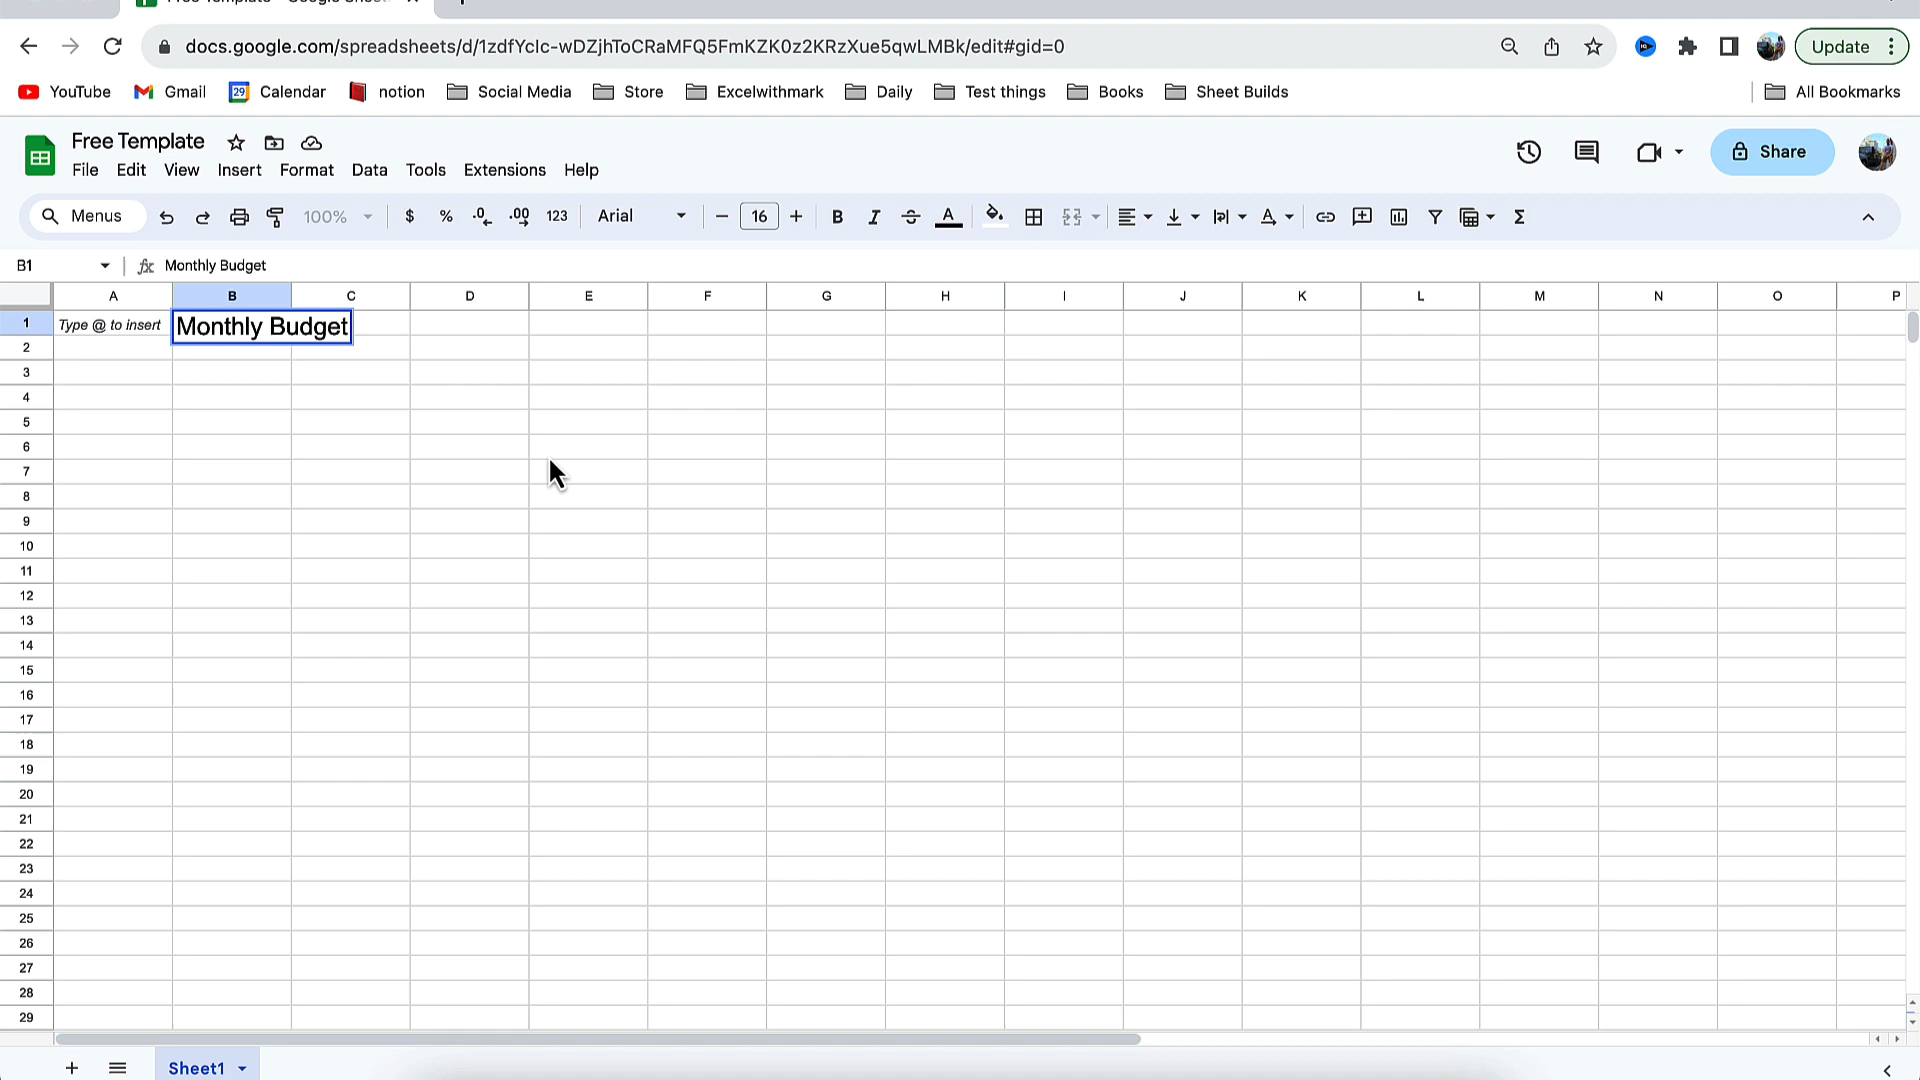 docs.google.com/spreadsheets/d/1zdfYcIc-wDZjhToCRaMFQ5FmKZK0z2KRzXue5qwLMBk/edit#gid=0
Update
YouTube Gmail 29 Calendar notion Social Media Store Excelwithmark Daily Test things Books Sheet Builds All Bookmarks
Free Template
File Edit View Insert Format Data Tools Extensions Help
Share
Menus 100% $ % .0 .00 123 Arial 16 B I S A Σ
B1 fx Monthly Budget
A B C D E F G H I J K L M N O P
1 Type @ to insert Monthly Budget
2
3
4
5
6
7
8
9
10
11
12
13
14
15
16
17
18
19
20
21
22
23
24
25
26
27
28
29
Sheet1